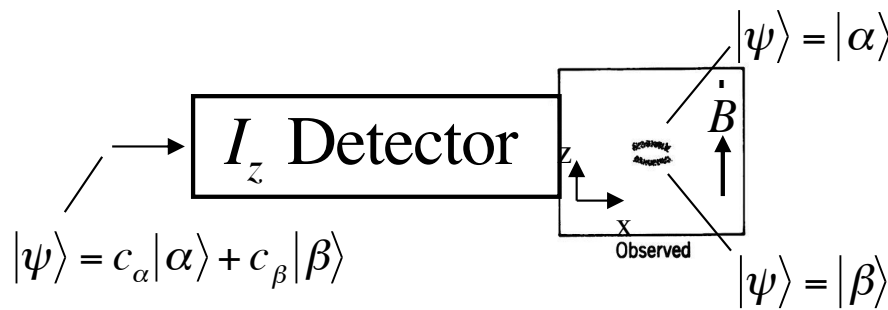 |ψ⟩ = |α⟩
B
I_z Detector
z
x
Observed
|ψ⟩ = c_α|α⟩ + c_β|β⟩
|ψ⟩ = |β⟩